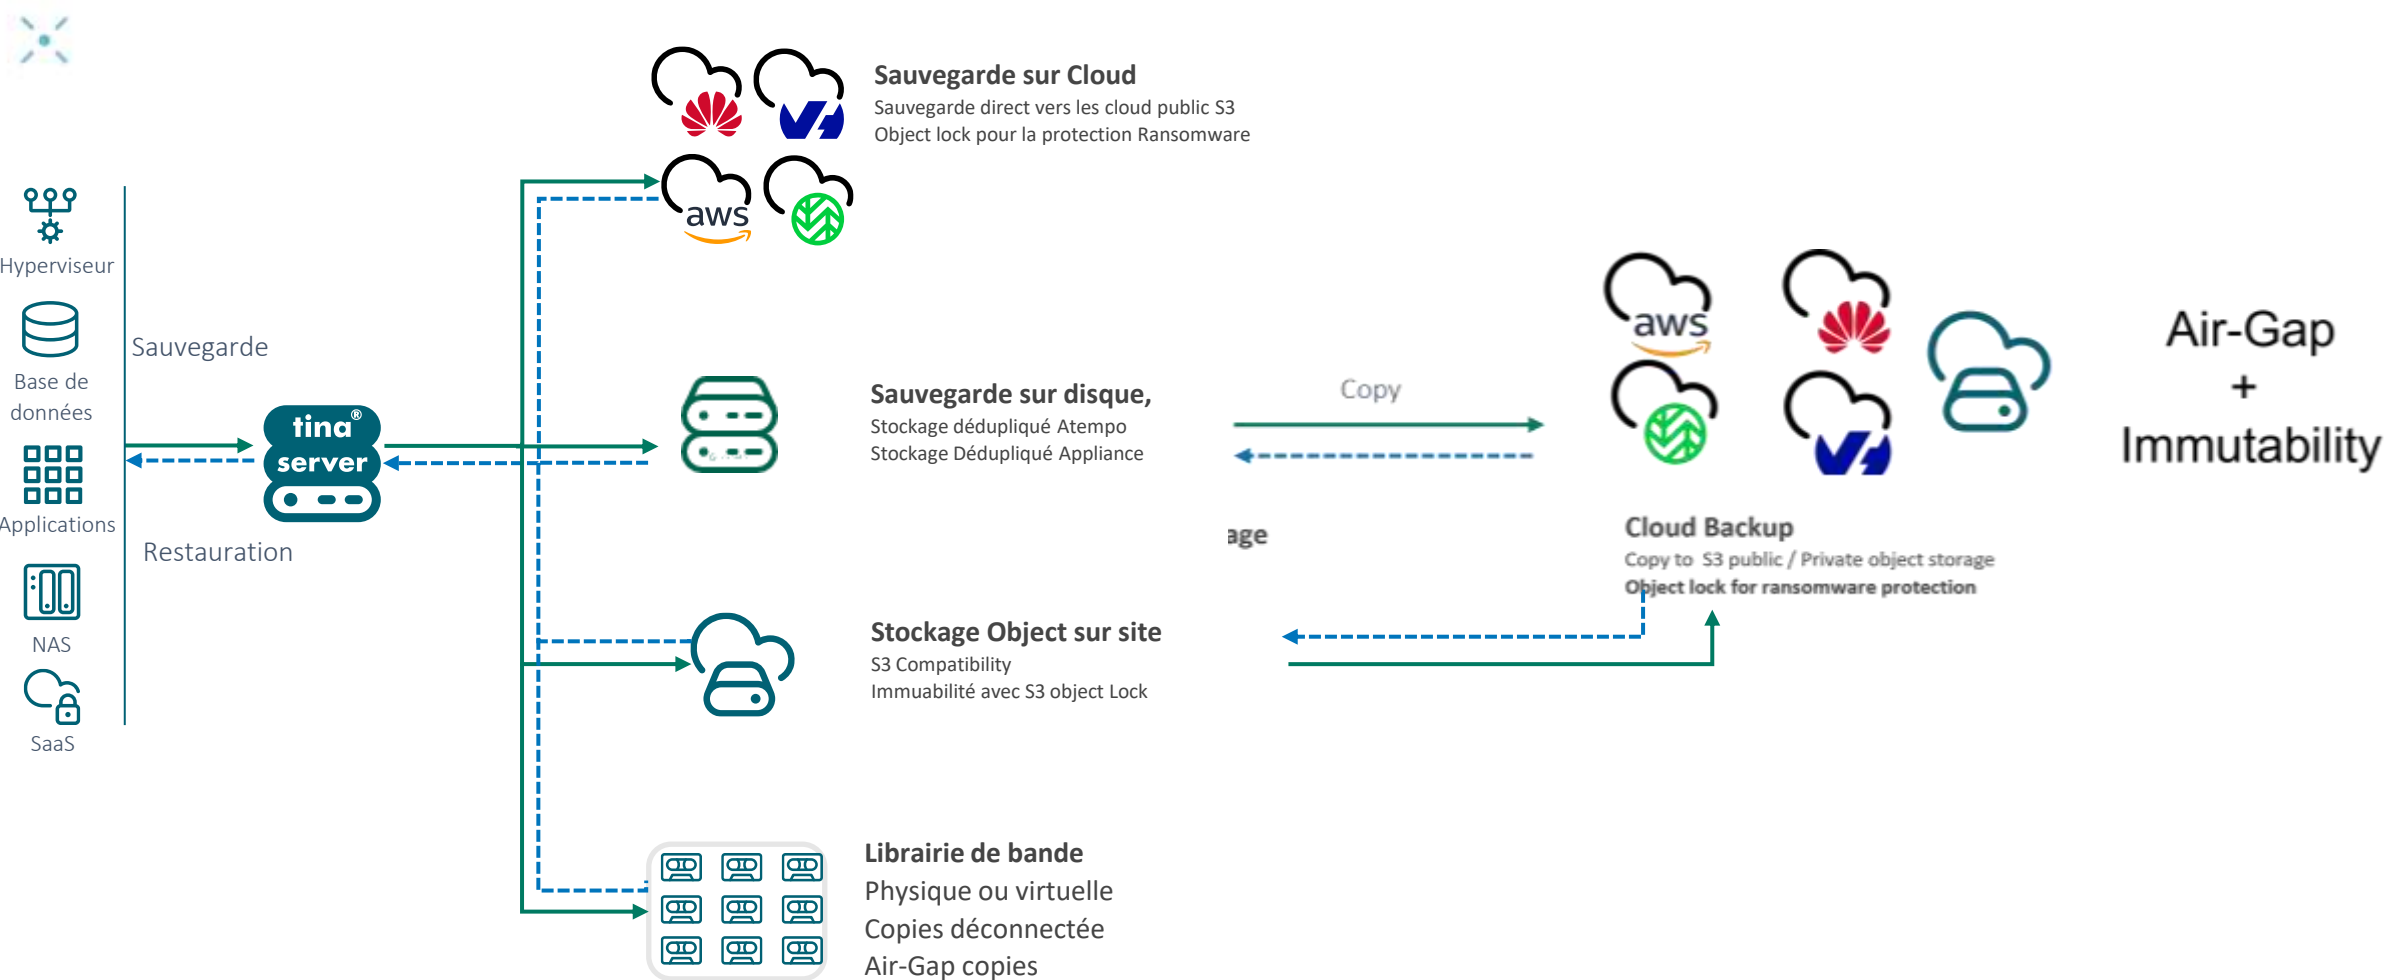 Sauvegarde sur Cloud
Sauvegarde direct vers les cloud public S3
Object lock pour la protection Ransomware
aws
Hyperviseur
Base de
données
Applications
NAS
SaaS
Sauvegarde
Restauration
tina®
server
Sauvegarde sur disque,
Stockage dédupliqué Atempo
Stockage Dédupliqué Appliance
Stockage Object sur site
S3 Compatibility
Immuabilité avec S3 object Lock
Librairie de bande
Physique ou virtuelle
Copies déconnectée
Air-Gap copies
Copy
age
aws
Cloud Backup
Copy to S3 public / Private object storage
Object lock for ransomware protection
Air-Gap
+
Immutability